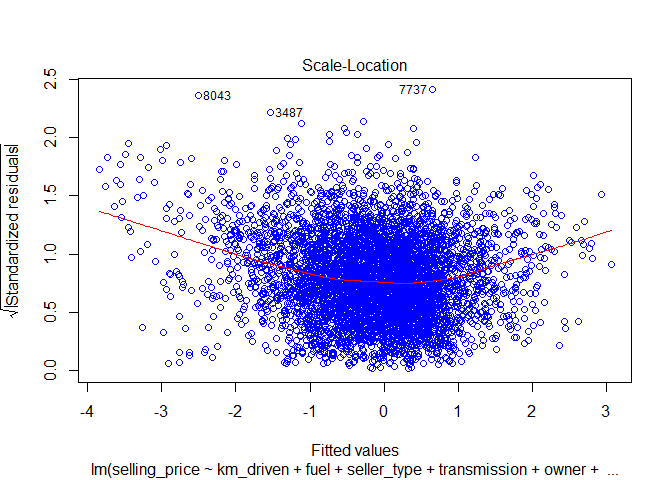 Scale-Location
√|Standardized residuals|
2.5
2.0
1.5
1.0
0.5
0.0
8043
3487
7737
-4 -3 -2 -1 0 1 2 3
Fitted values
lm(selling_price ~ km_driven + fuel + seller_type + transmission + owner + ...